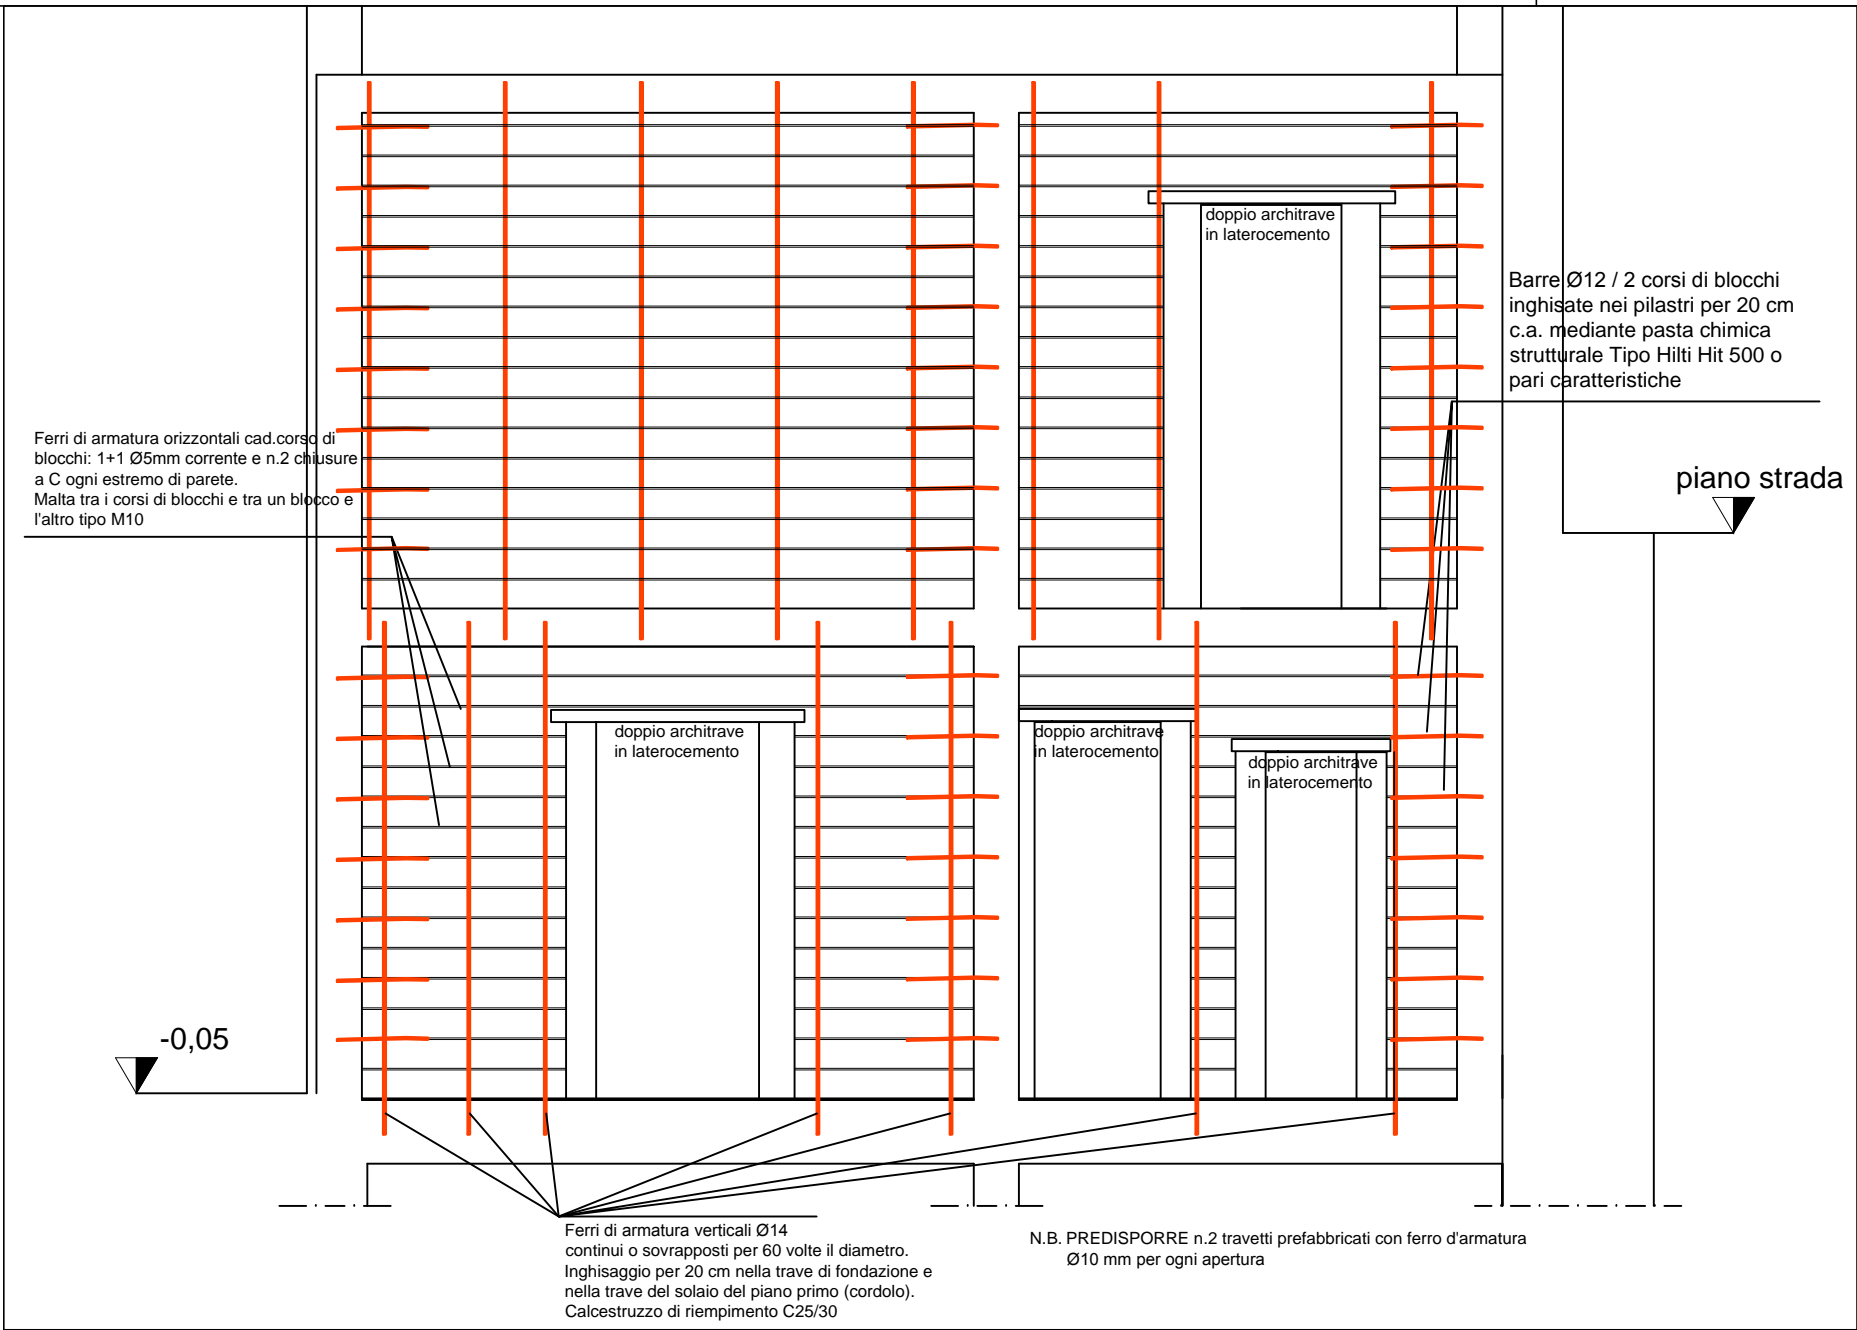 doppio architrave
in laterocemento
Barre Ø12 / 2 corsi di blocchi
inghisate nei pilastri per 20 cm
c.a. mediante pasta chimica
strutturale Tipo Hilti Hit 500 o
pari caratteristiche
Ferri di armatura orizzontali cad.corso di
blocchi: 1+1 Ø5mm corrente e n.2 chiusure
a C ogni estremo di parete.
Malta tra i corsi di blocchi e tra un blocco e
l'altro tipo M10
piano strada
doppio architrave
in laterocemento
doppio architrave
in laterocemento
doppio architrave
in laterocemento
-0,05
Ferri di armatura verticali Ø14
continui o sovrapposti per 60 volte il diametro.
Inghisaggio per 20 cm nella trave di fondazione e
nella trave del solaio del piano primo (cordolo).
Calcestruzzo di riempimento C25/30
N.B. PREDISPORRE n.2 travetti prefabbricati con ferro d'armatura
Ø10 mm per ogni apertura